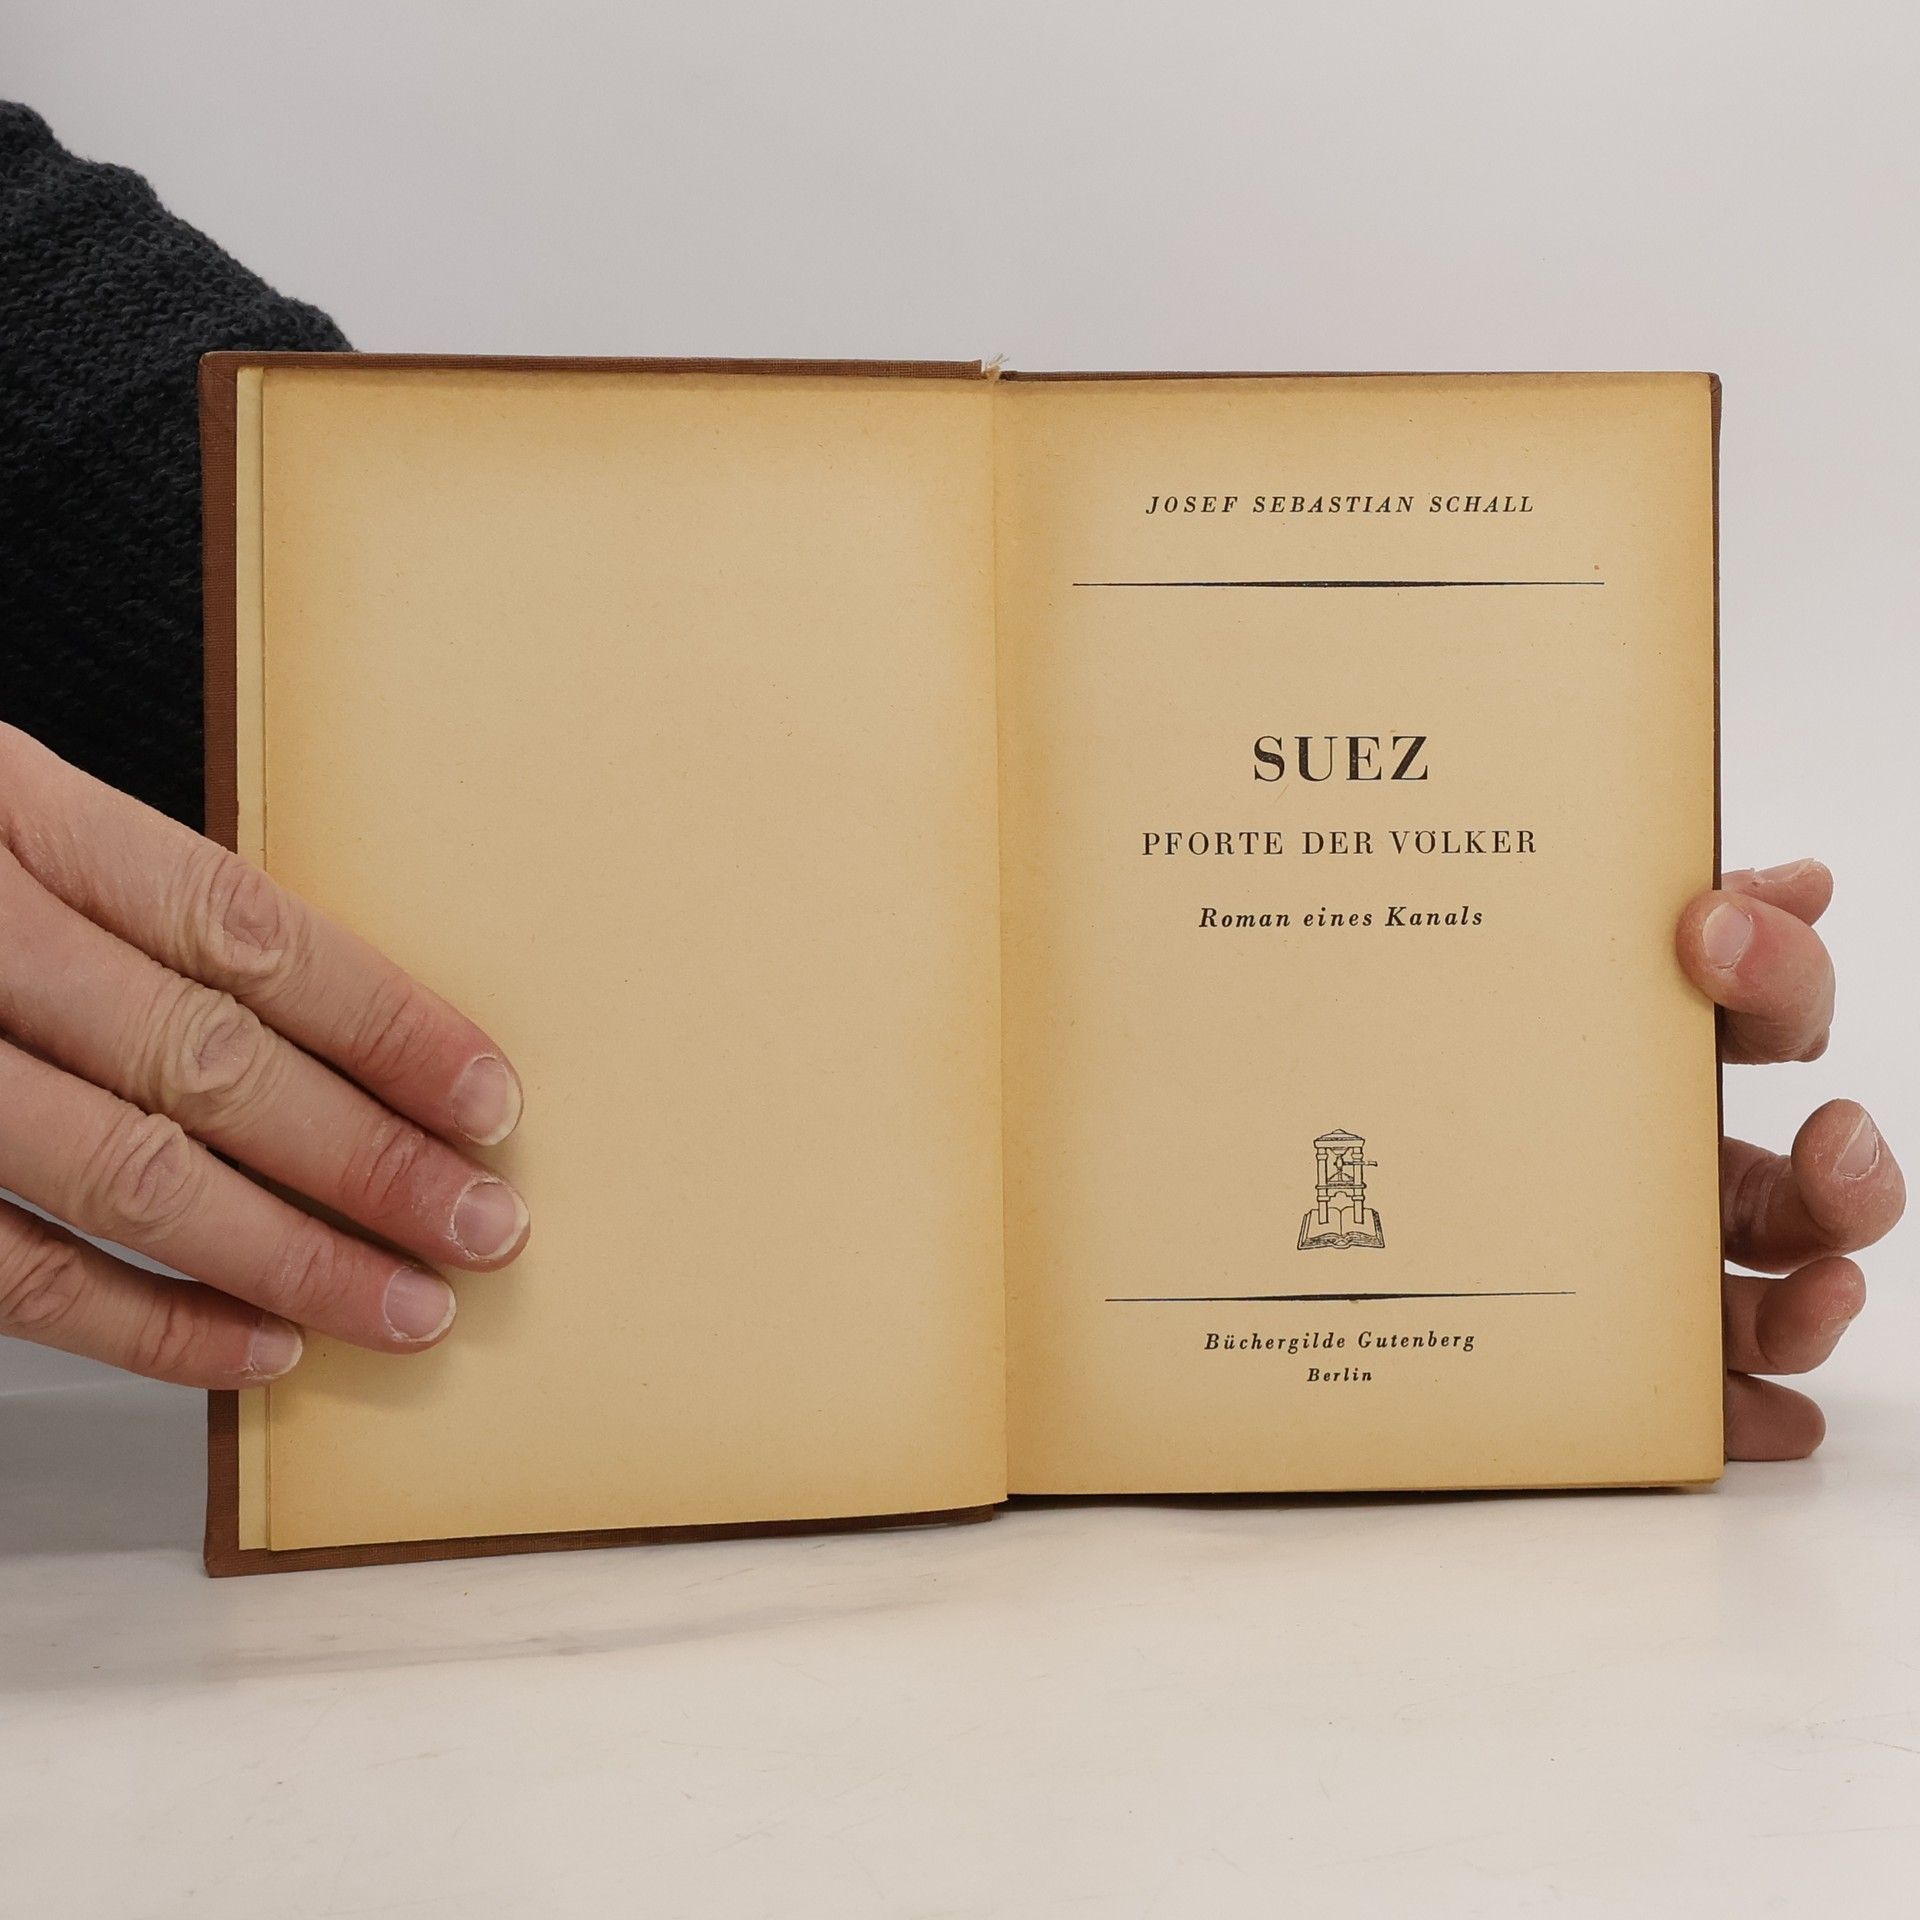 JOSEF SEBASTIAN SCHALL
SUEZ
PFORTE DER VÖLKER
Roman eines Kanals
Büchergilde Gutenberg
Berlin